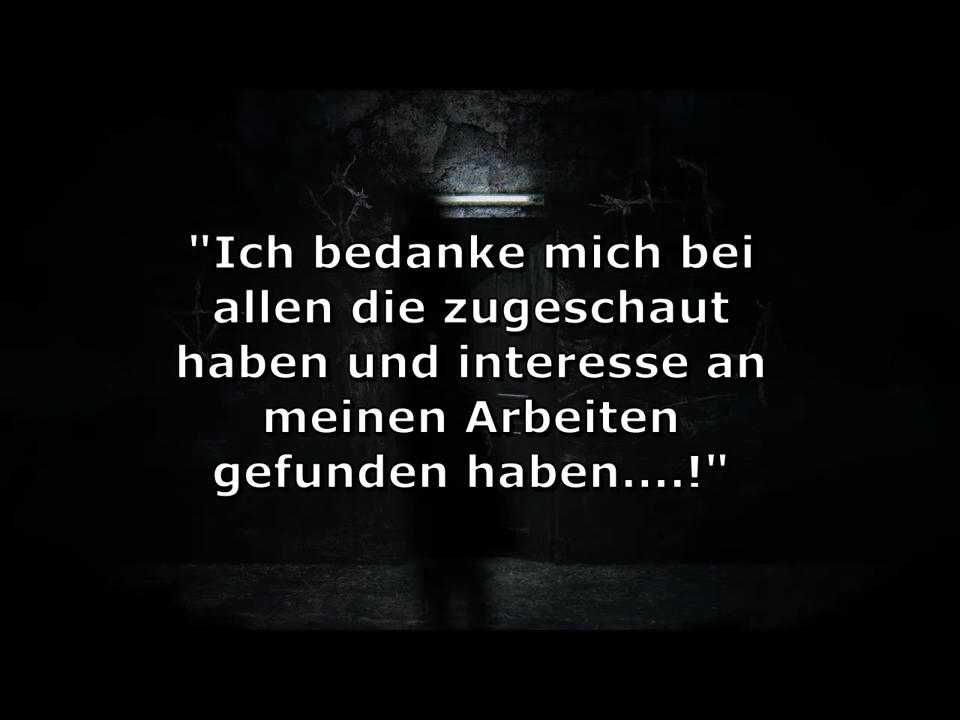 "Ich bedanke mich bei
allen die zugeschaut
haben und interesse an
meinen Arbeiten
gefunden haben....!"